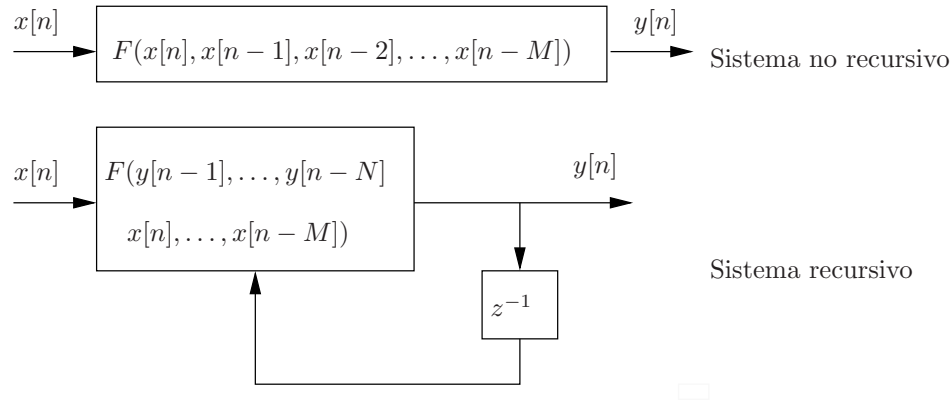 x[n]
y[n]
F(x[n], x[n − 1], x[n − 2], . . . , x[n − M])
Sistema no recursivo
x[n]
F(y[n − 1], . . . , y[n − N]
x[n], . . . , x[n − M])
y[n]
Sistema recursivo
z⁻¹